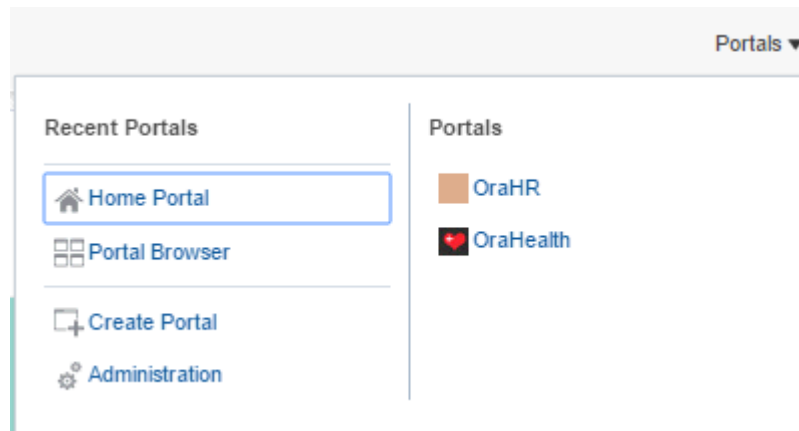 Portals
Recent Portals
Home Portal
Portal Browser
Create Portal
Administration
Portals
OraHR
OraHealth